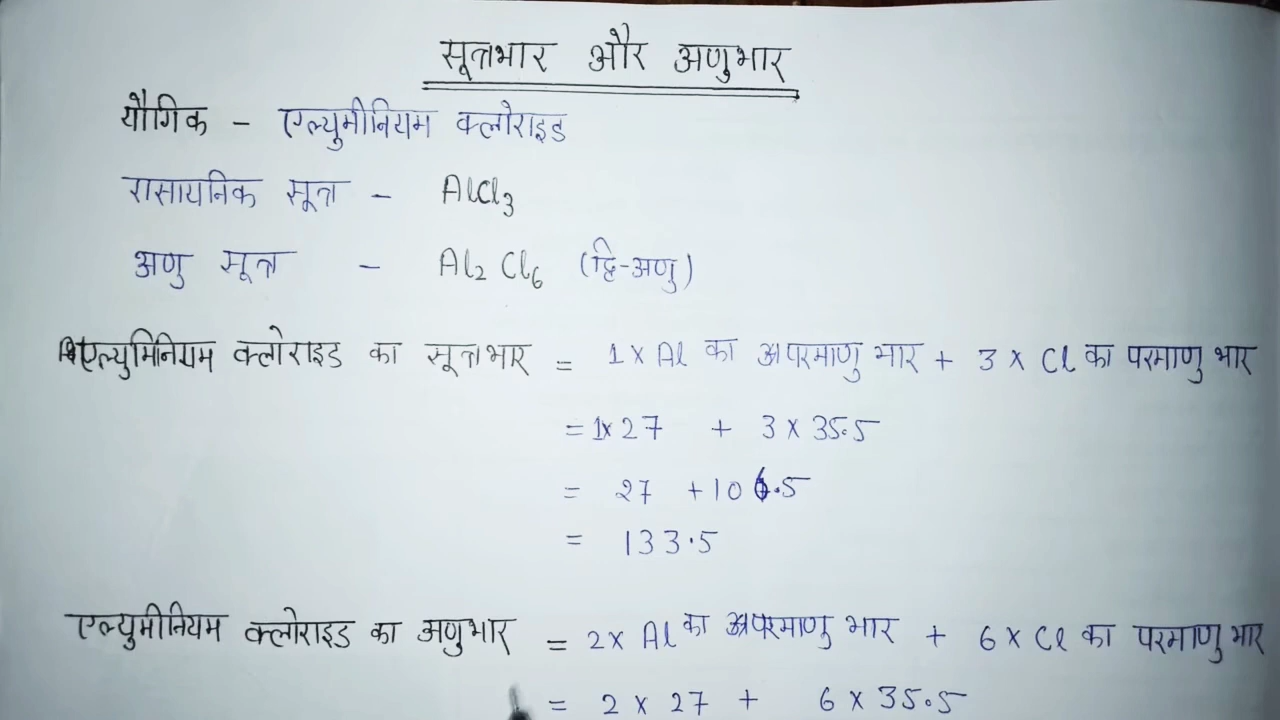 सूत्रभार और अणुभार
यौगिक - एल्युमीनियम क्लोराइड
रासायनिक सूत्र - AlCl₃
अणु सूत्र - Al₂ Cl₆ (द्वि-अणु)
एल्युमिनियम क्लोराइड का सूत्रभार = 1 × Al का परमाणु भार + 3 × Cl का परमाणु भार
= 1×27 + 3 × 35.5
= 27 + 106.5
= 133.5
एल्युमीनियम क्लोराइड का अणुभार = 2 × Al का परमाणु भार + 6 × Cl का परमाणु भार
= 2 × 27 + 6 × 35.5